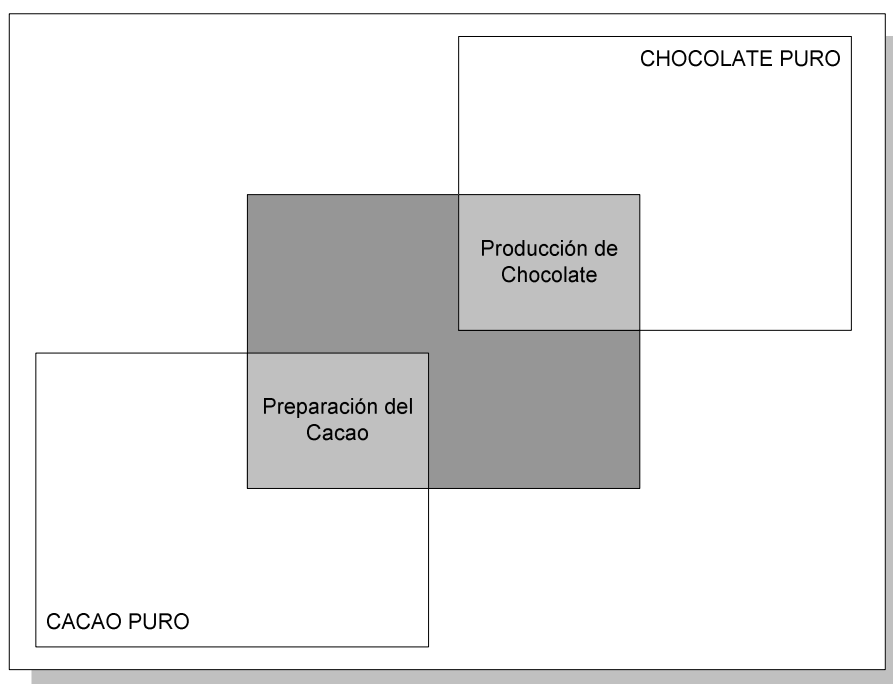 CHOCOLATE PURO
Producción de
Chocolate
Preparación del
Cacao
CACAO PURO